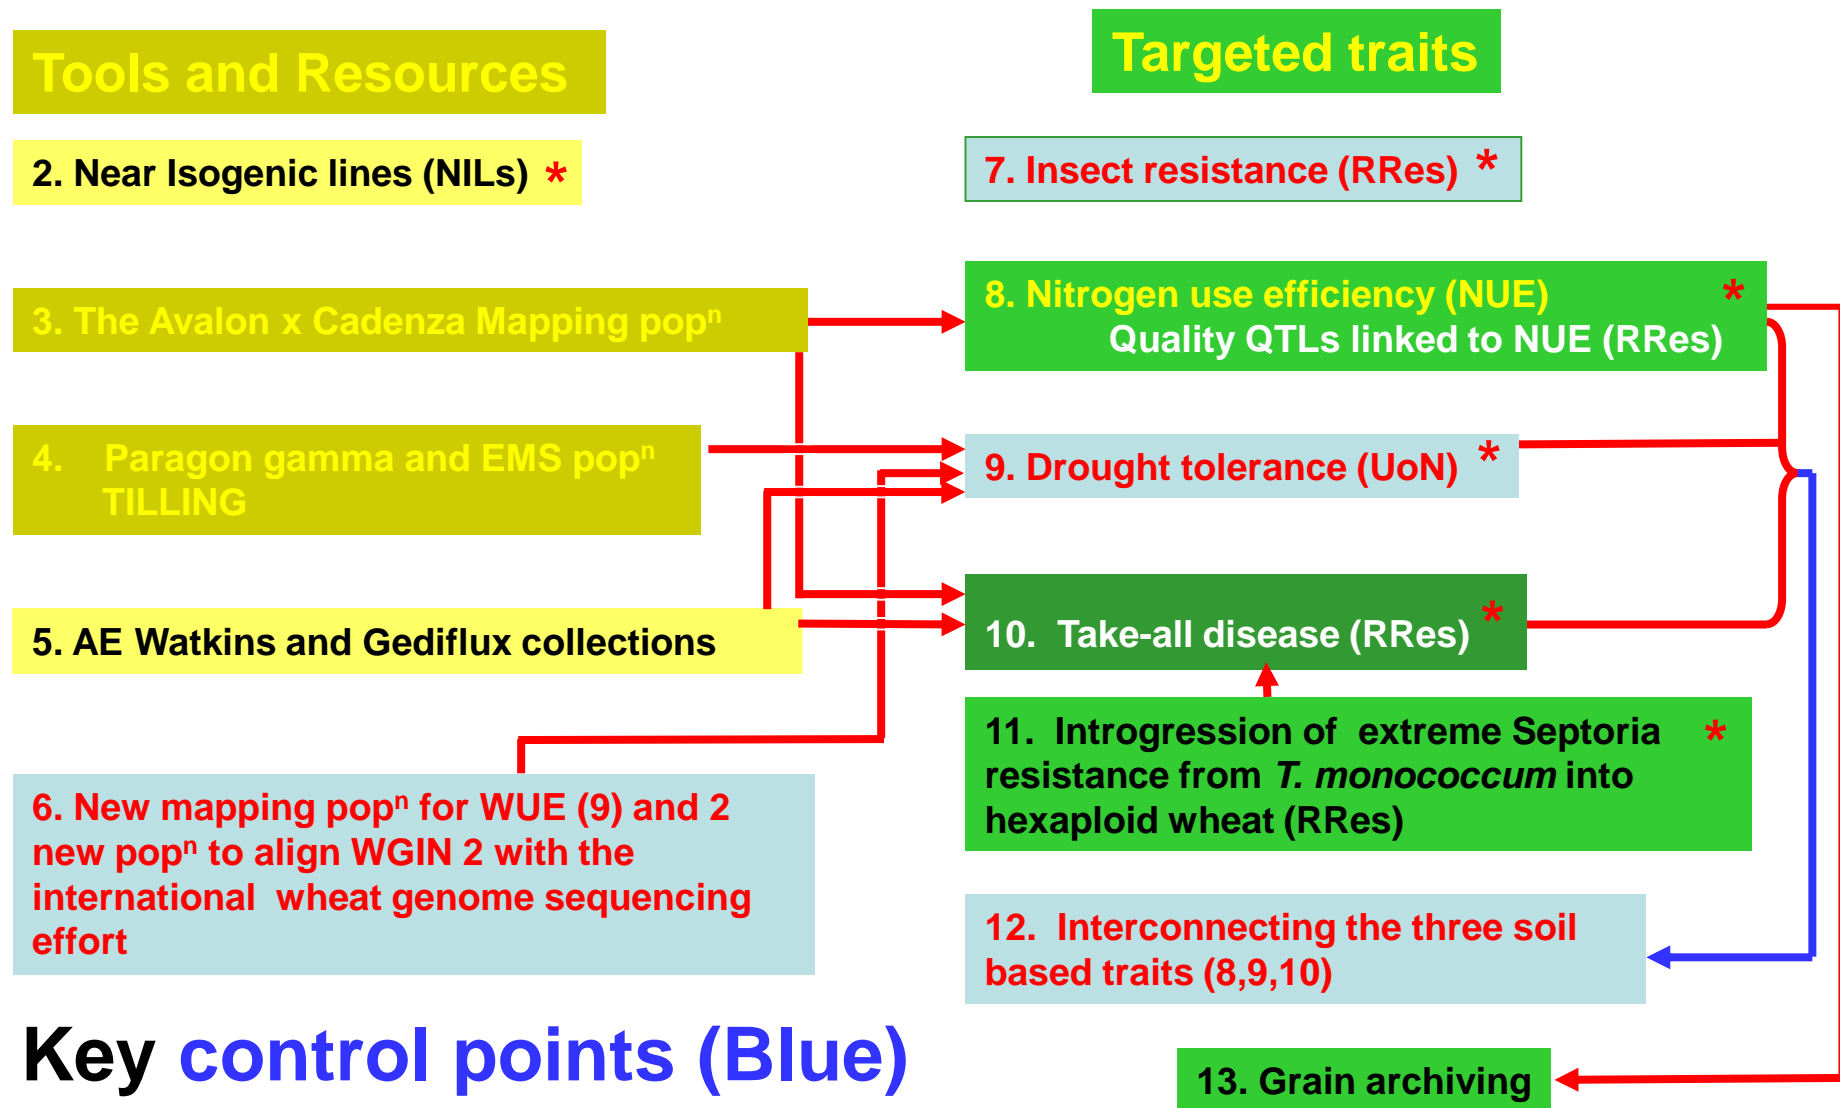 Tools and Resources
2. Near Isogenic lines (NILs) *
3. The Avalon x Cadenza Mapping popⁿ
4. Paragon gamma and EMS popⁿ
TILLING
5. AE Watkins and Gediflux collections
6. New mapping popⁿ for WUE (9) and 2
new popⁿ to align WGIN 2 with the
international wheat genome sequencing
effort
Targeted traits
7. Insect resistance (RRes) *
8. Nitrogen use efficiency (NUE) *
Quality QTLs linked to NUE (RRes)
9. Drought tolerance (UoN) *
10. Take-all disease (RRes) *
11. Introgression of extreme Septoria *
resistance from T. monococcum into
hexaploid wheat (RRes)
12. Interconnecting the three soil
based traits (8,9,10)
13. Grain archiving
Key control points (Blue)